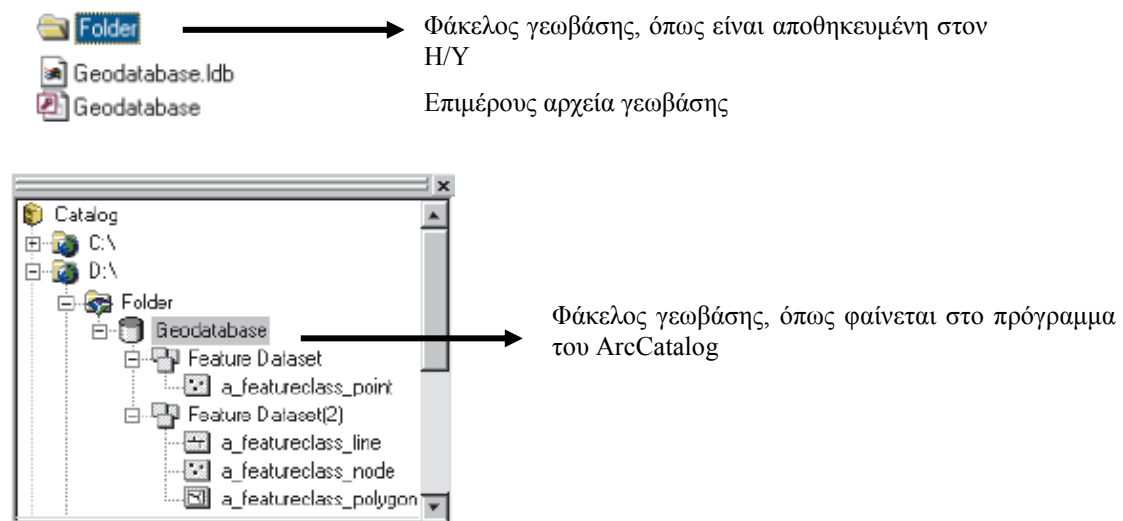 Folder
Φάκελος γεωβάσης, όπως είναι αποθηκευμένη στον
Η/Υ
Geodatabase.ldb
Geodatabase
Επιμέρους αρχεία γεωβάσης
Catalog
C:\
D:\
Folder
Geodatabase
Feature Dataset
a_featureclass_point
Feature Dataset(2)
a_featureclass_line
a_featureclass_node
a_featureclass_polygon
Φάκελος γεωβάσης, όπως φαίνεται στο πρόγραμμα
του ArcCatalog